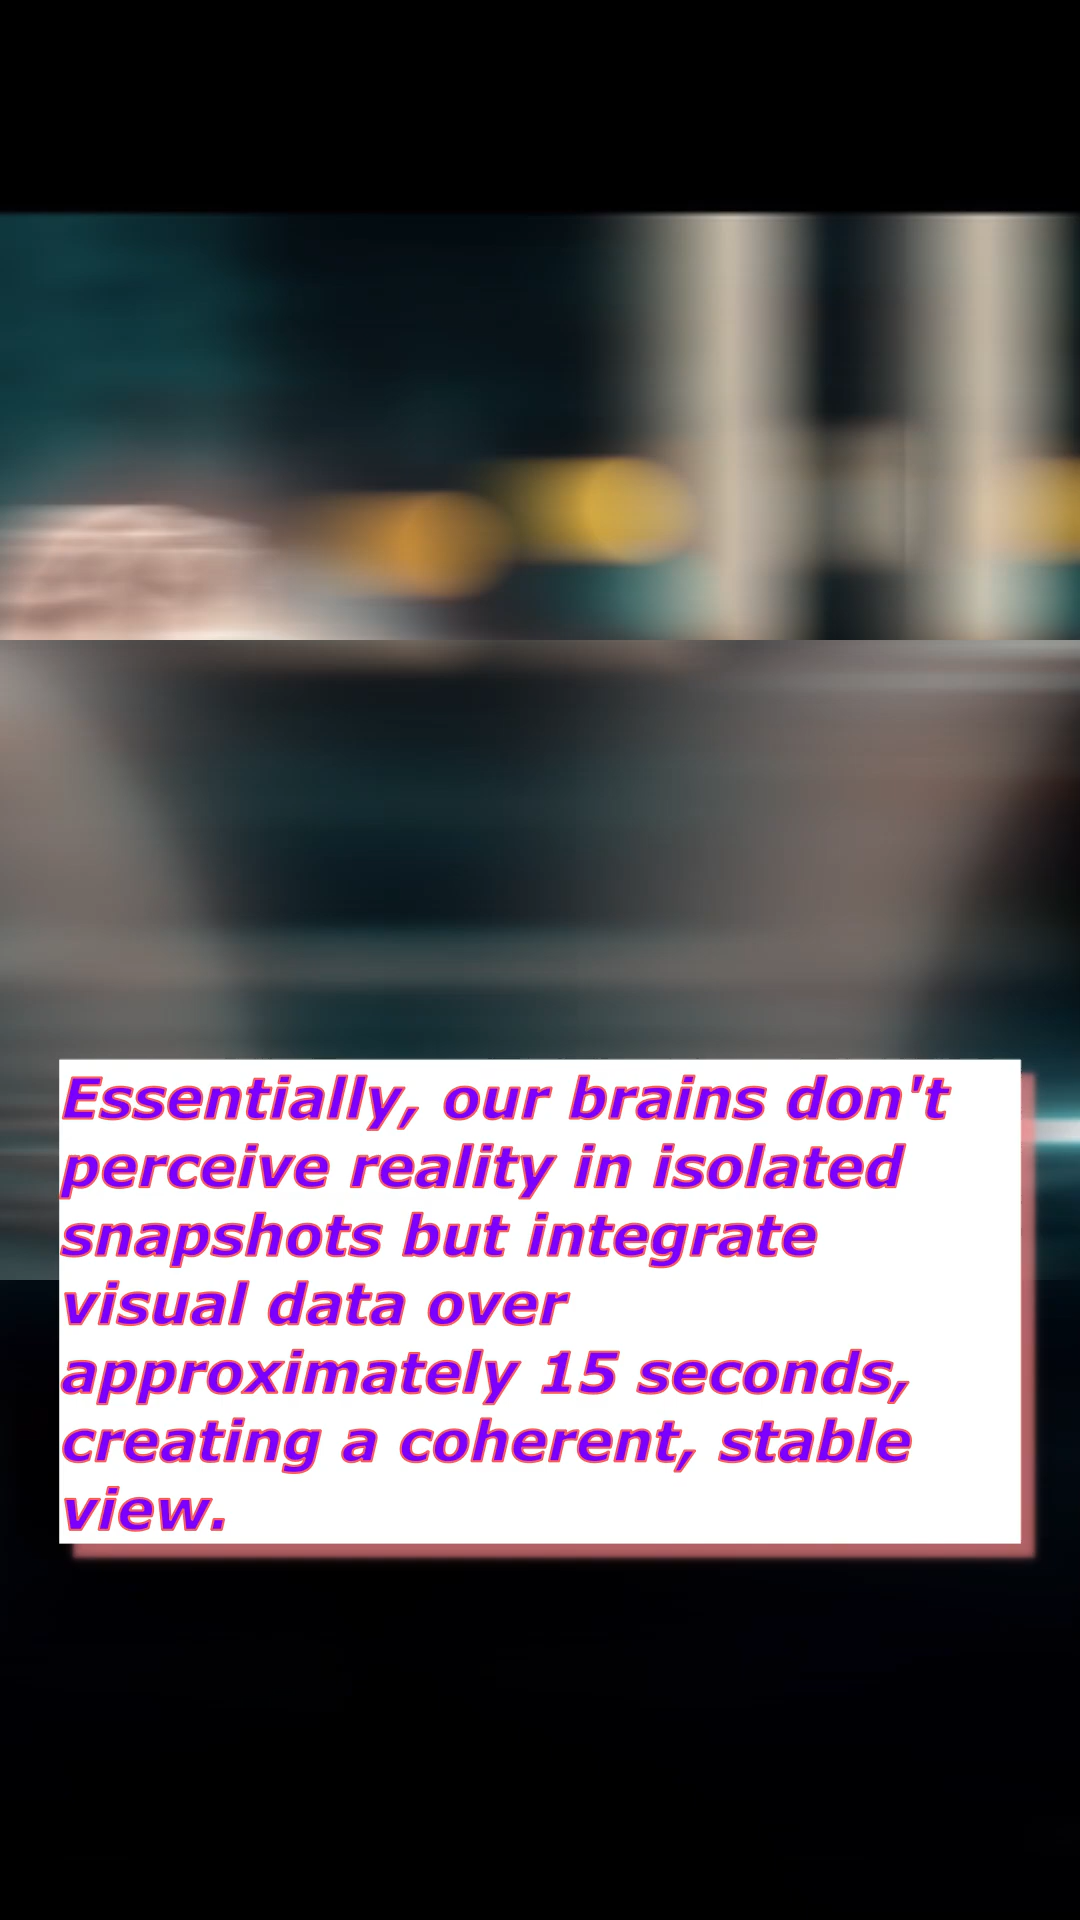 Essentially, our brains don't
perceive reality in isolated
snapshots but integrate
visual data over
approximately 15 seconds,
creating a coherent, stable
view.